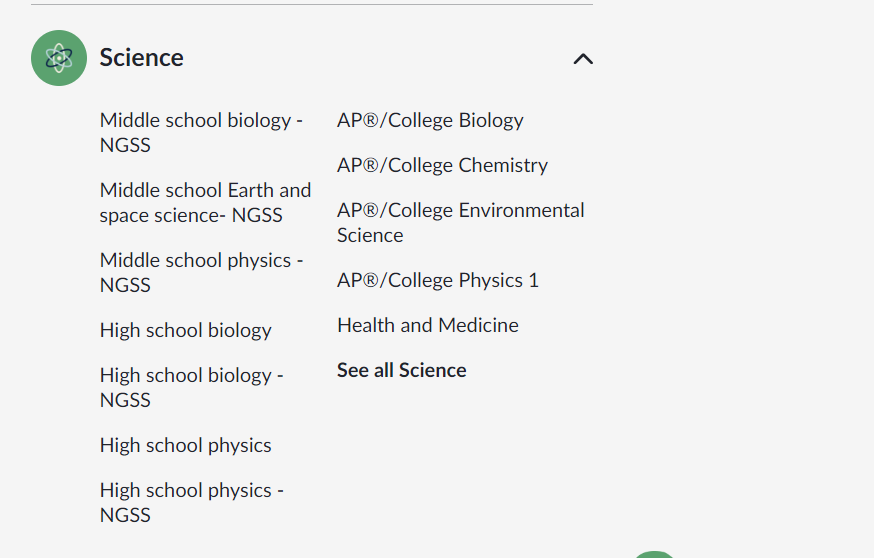 Science
Middle school biology -
NGSS
Middle school Earth and
space science- NGSS
Middle school physics -
NGSS
High school biology
High school biology -
NGSS
High school physics
High school physics -
NGSS
AP®/College Biology
AP®/College Chemistry
AP®/College Environmental
Science
AP®/College Physics 1
Health and Medicine
See all Science